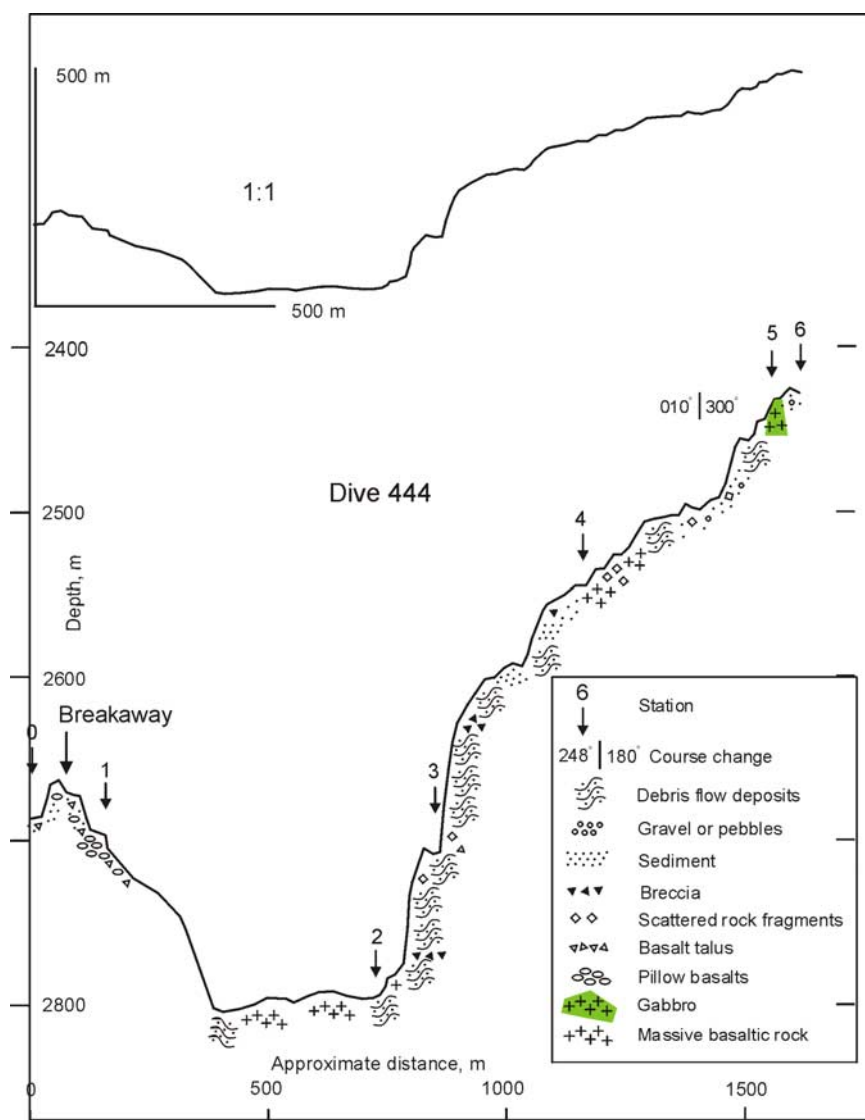 500 m
1:1
500 m
2400
5
6
010° | 300°
Dive 444
2500
4
Depth, m
2600
0
Breakaway
1
3
2
2800
Approximate distance, m
0
500
1000
1500
6
Station
248° | 180°
Course change
Debris flow deposits
Gravel or pebbles
Sediment
Breccia
Scattered rock fragments
Basalt talus
Pillow basalts
Gabbro
Massive basaltic rock